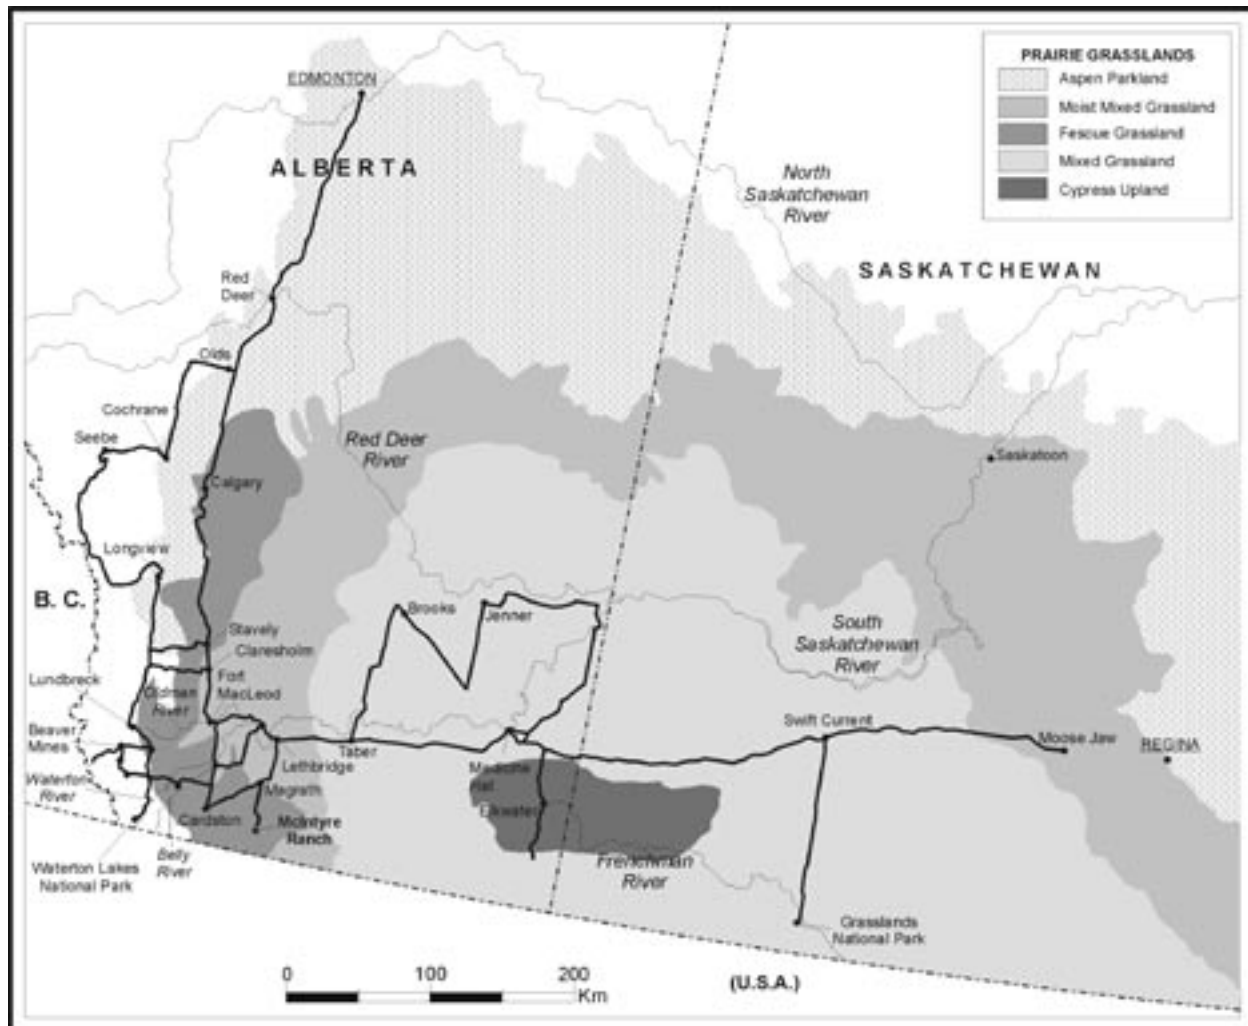 PRAIRIE GRASSLANDS
Aspen Parkland
Moist Mixed Grassland
Fescue Grassland
Mixed Grassland
Cypress Upland
EDMONTON
ALBERTA
North
Saskatchewan
River
SASKATCHEWAN
Red
Deer
Olds
Cochrane
Seebe
Red Deer
River
Saskatoon
Calgary
Longview
B. C.
Brooks
Jenner
Stavely
Claresholm
South
Saskatchewan
River
Lundbreck
Oldman
River
Fort
MacLeod
Swift Current
Moose Jaw
REGINA
Beaver
Mines
Taber
Medicine
Hat
Lethbridge
Waterton
River
Magrath
Elkwater
Cardston
McIntyre
Ranch
Belly
River
Waterton Lakes
National Park
Frenchman
River
Grasslands
National Park
0 100 200
Km
(U.S.A.)